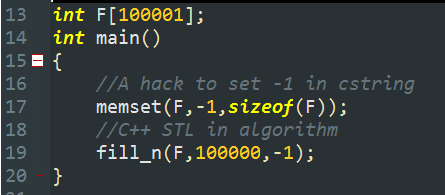 13 int F[100001];
14 int main()
15 {
16 //A hack to set -1 in cstring
17 memset(F,-1,sizeof(F));
18 //C++ STL in algorithm
19 fill_n(F,100000,-1);
20 }